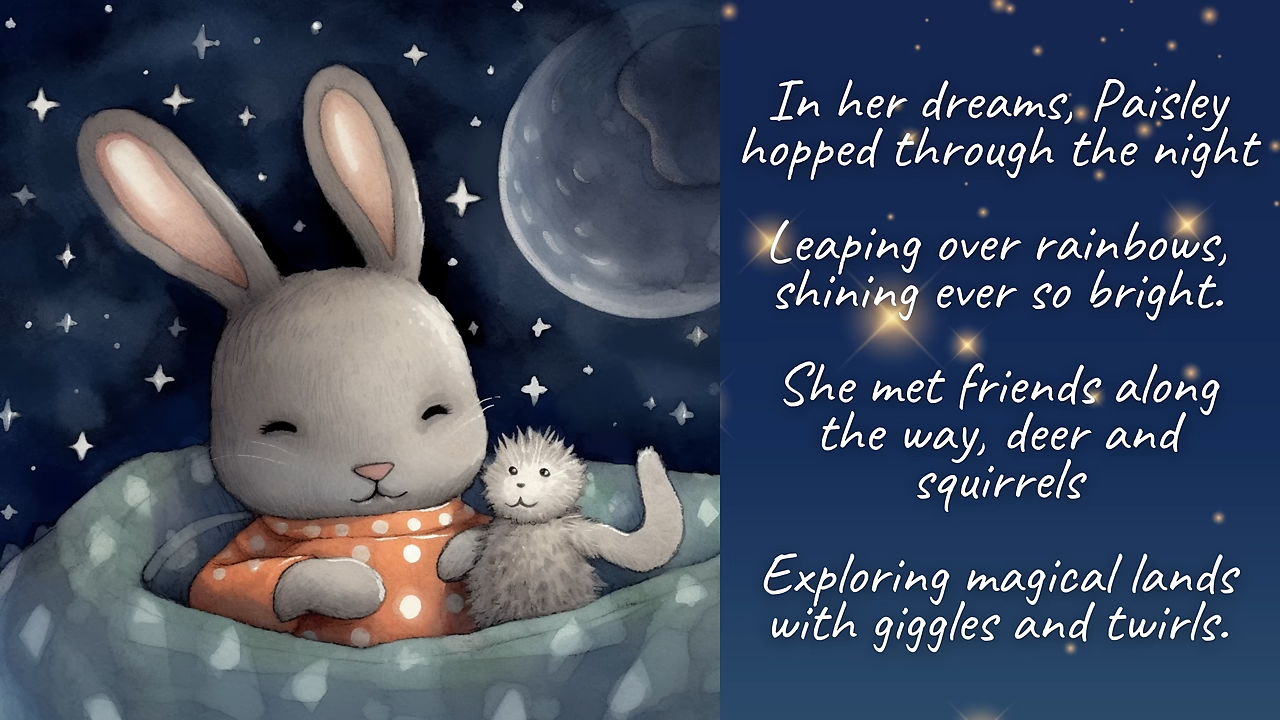 In her dreams, Paisley
hopped through the night
Leaping over rainbows,
shining ever so bright.
She met friends along
the way, deer and
squirrels
Exploring magical lands
with giggles and twirls.